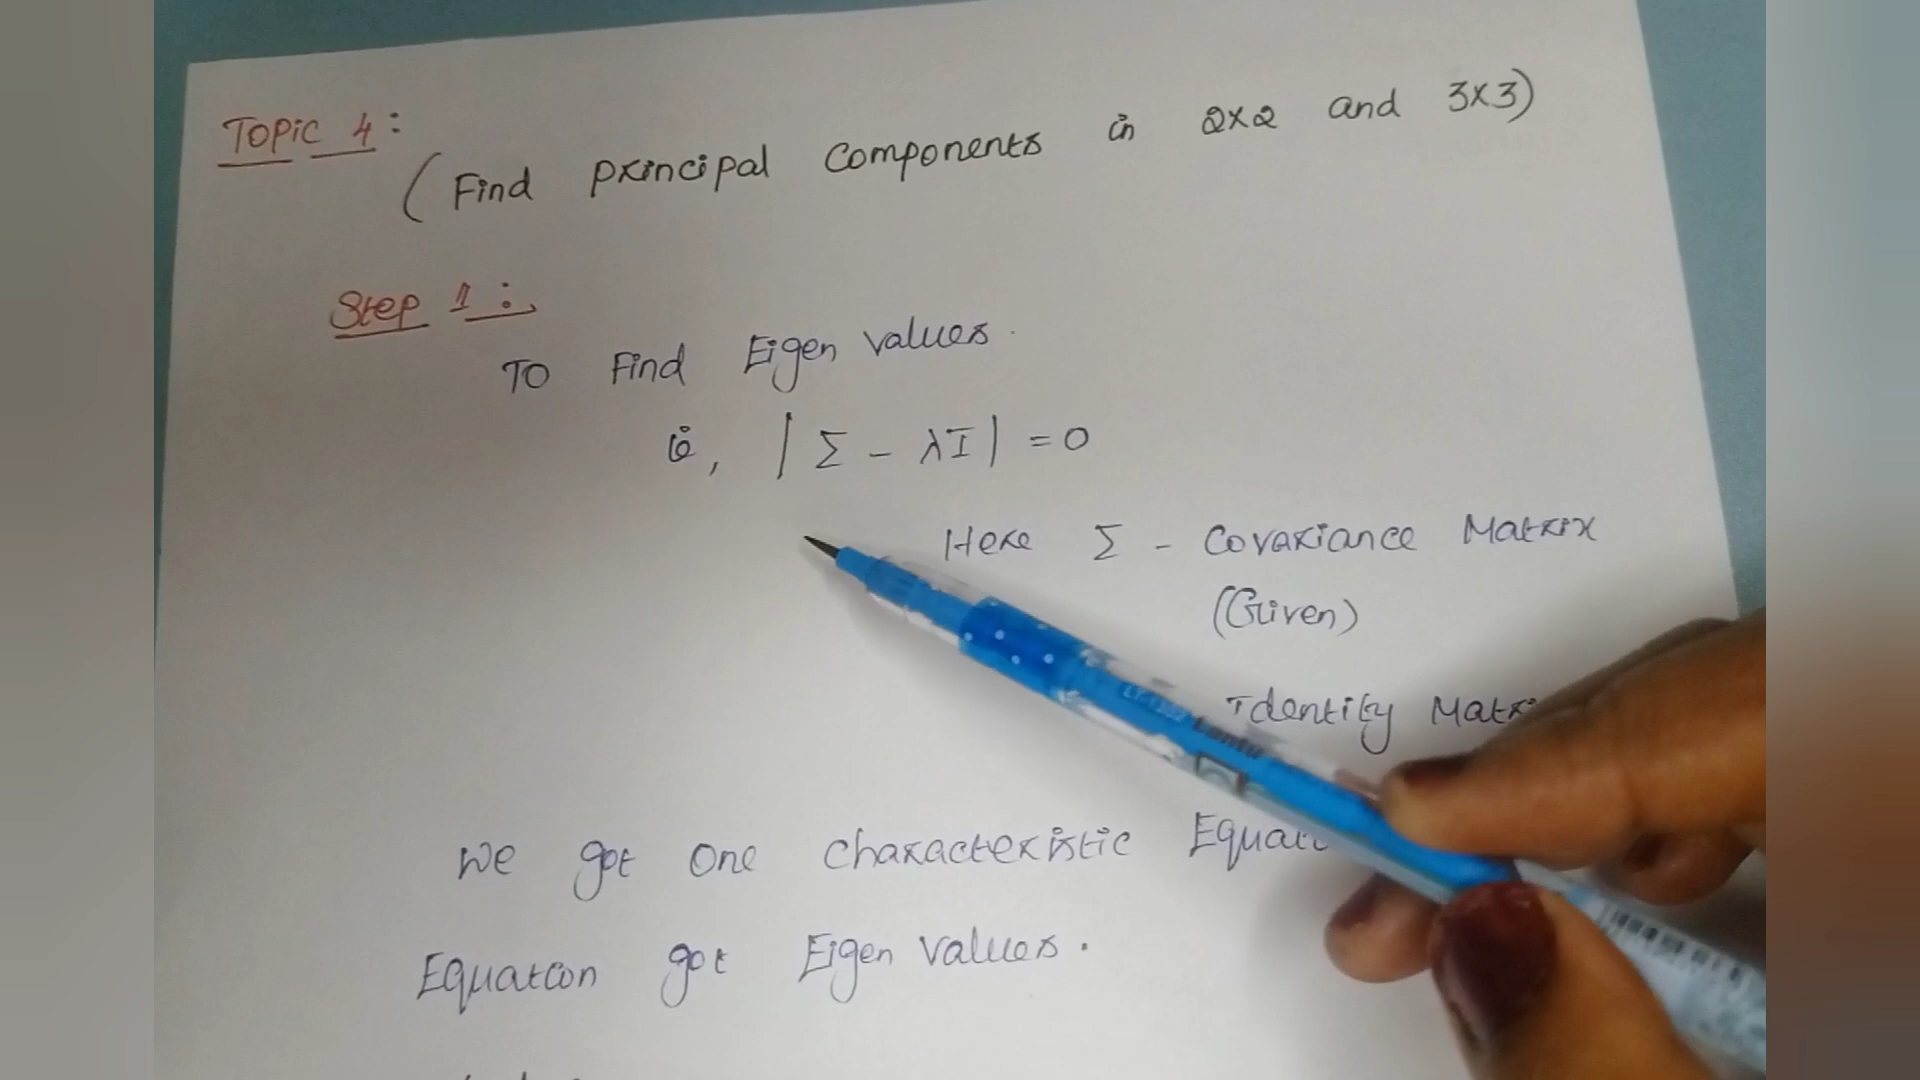 Topic 4:
(Find principal components in 2x2 and 3x3)
Step 1:
To Find Eigen values.
ie, | Σ - λI | = 0
Here Σ - Covariance Matrix
(Given)
Identity
We got One characteristic
Equation got Eigen values.